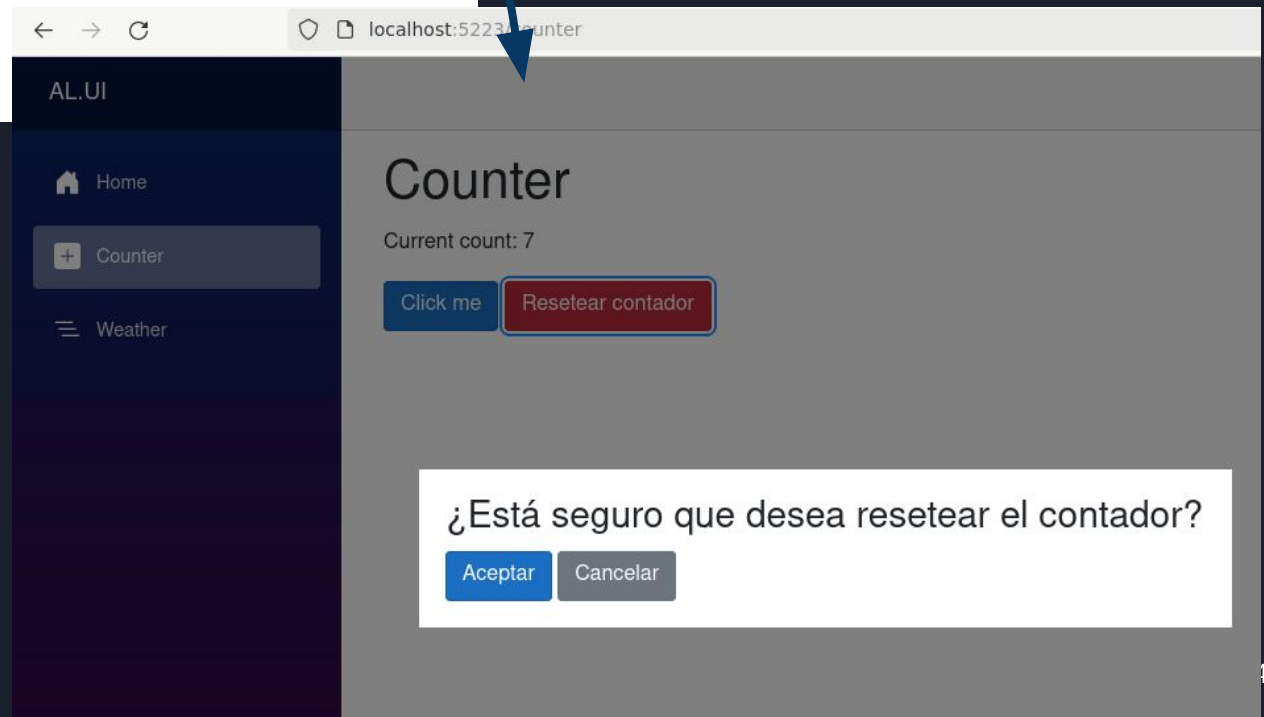 localhost:5223/counter
AL.UI
Home
Counter
Weather
Counter
Current count: 7
Click me Resetear contador
¿Está seguro que desea resetear el contador?
Aceptar Cancelar